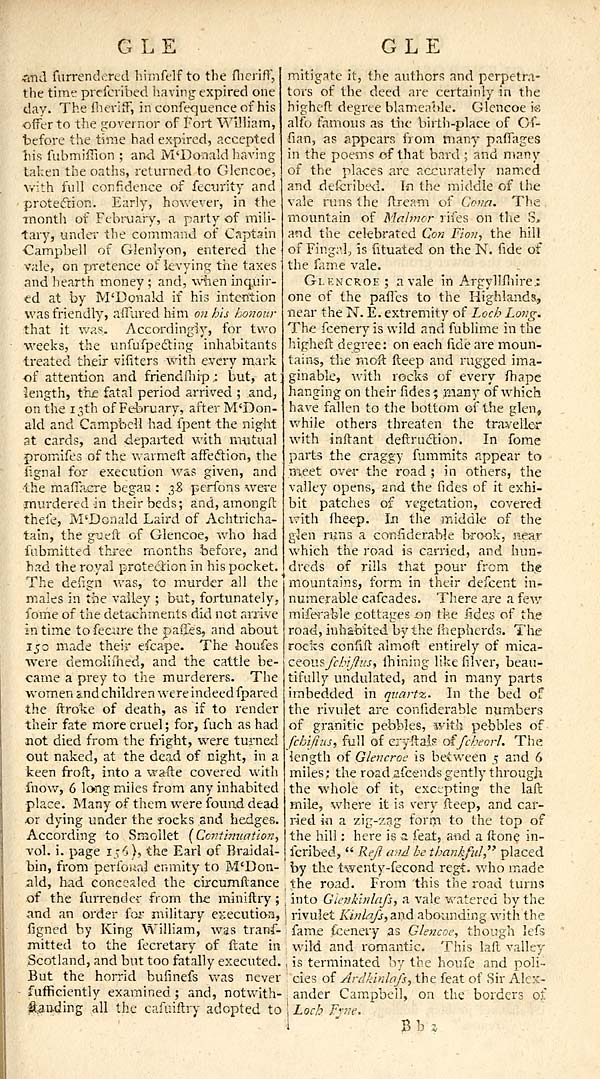 GLE
and ſurrendered himſelf to the ſheriff,
the time preſcribed having expired one
day. The ſheriff, in conſequence of his
offer to the governor of Fort William,
before the time had expired, accepted
his ſubmiſſion; and M‘Donald having
taken the oaths, returned to Glencoe,
with full confidence of ſecurity and
protection. Early, however, in the
month of February, a party of mili-
tary, under the command of Captain
Campbell of Glenlyon, entered the
vale, on pretence of levying the taxes
and hearth money; and, when inquir-
ed at by M‘Donald if his intention
was friendly, aſſured him on his honour
that it was. Accordingly, for two
weeks, the unſuſpecting inhabitants
treated their viſiters with every mark
of attention and friendſhip; but, at
length, the fatal period arrived; and,
on the 13th of February, after M‘Don-
ald and Campbell had ſpent the night
at cards, and departed with mutual
promiſes of the warmeſt affection, the
ſignal for execution was given, and
the maſſacre began: 38 perſons were
murdered in their beds; and, amongſt
theſe, M‘Donald Laird of Achtricha-
tain, the gueſt of Glencoe, who had
ſubmitted three months before, and
had the royal protection in his pocket.
The deſign was, to murder all the
males in the valley; but, fortunately,
ſome of the detachments did not arrive
in time to ſecure the paſſes, and about
150 made their eſcape. The houſes
were demoliſhed, and the cattle be-
came a prey to the murderers. The
women and children were indeed ſpared
the ſtroke of death, as if to render
their fate more cruel; for, ſuch as had
not died from the fright, were turned
out naked, at the dead of night, in a
keen froſt, into a waſte covered with
ſnow, 6 long miles from any inhabited
place. Many of them were found dead
or dying under the rocks and hedges.
According to Smollet (Continuation,
vol. i. page 156), the Earl of Braidal-
bin, from perſonal enmity to M‘Don-
ald, had concealed the circumſtance
of the ſurrender from the miniſtry;
and an order for military execution,
ſigned by King William, was tranſ-
mitted to the ſecretary of ſtate in
Scotland, and but too fatally executed.
But the horrid buſineſs was never
ſufficiently examined; and, notwith-
ſtanding all the caſuiſtry adopted to
GLE
mitigate it, the authors and perpetra-
tors of the deed are certainly in the
higheſt degree blameable. Glencoe is
alſo famous as the birth-place of Oſ-
ſian, as appears from many paſſages
in the poems of that bard; and many
of the places are accurately named
and deſcribed. In the middle of the
vale runs the ſtream of Cona. The
mountain of Malmor riſes on the S.
and the celebrated Con Fion, the hill
of Fingal, is ſituated on the N. ſide of
the ſame vale.
GLENCROE; a vale in Argyllſhire;
one of the paſſes to the Highlands,
near the N. E. extremity of Loch Long.
The ſcenery is wild and ſublime in the
higheſt degree: on each ſide are moun-
tains, the moſt ſteep and rugged ima-
ginable, with rocks of every ſhape
hanging on their ſides; many of which
have fallen to the bottom of the glen,
while others threaten the traveller
with inſtant deſtruction. In ſome
parts the craggy ſummits appear to
meet over the road; in others, the
valley opens, and the ſides of it exhi-
bit patches of vegetation, covered
with ſheep. In the middle of the
glen runs a conſiderable brook, near
which the road is carried, and hun-
dreds of rills that pour from the
mountains, form in their deſcent in-
numerable caſcades. There are a few
miſerable cottages on the ſides of the
road, inhabited by the ſhepherds. The
rocks conſiſt almoſt entirely of mica-
ceous ſchiſtus, ſhining like ſilver, beau-
tifully undulated, and in many parts
imbedded in quartz. In the bed of
the rivulet are conſiderable numbers
of granitic pebbles, with pebbles of
ſchiſtus, full of cryſtals of ſcheorl. The
length of Glencroe is between 5 and 6
miles; the road aſcends gently through
the whole of it, excepting the laſt
mile, where it is very ſteep, and car-
ried in a zig-zag form to the top of
the hill: here is a ſeat, and a ſtone in-
ſcribed, “Reſt and be thankful,” placed
by the twenty-ſecond regt. who made
the road. From this the road turns
into Glenkinlaſs, a vale watered by the
rivulet Kinlaſs, and abounding with the
ſame ſcenery as Glencoe, though leſs
wild and romantic. This laſt valley
is terminated by the houſe and poli-
cies of Ardkinlaſs, the ſeat of Sir Alex-
ander Campbell, on the borders of
Loch Fyne.
B b 2